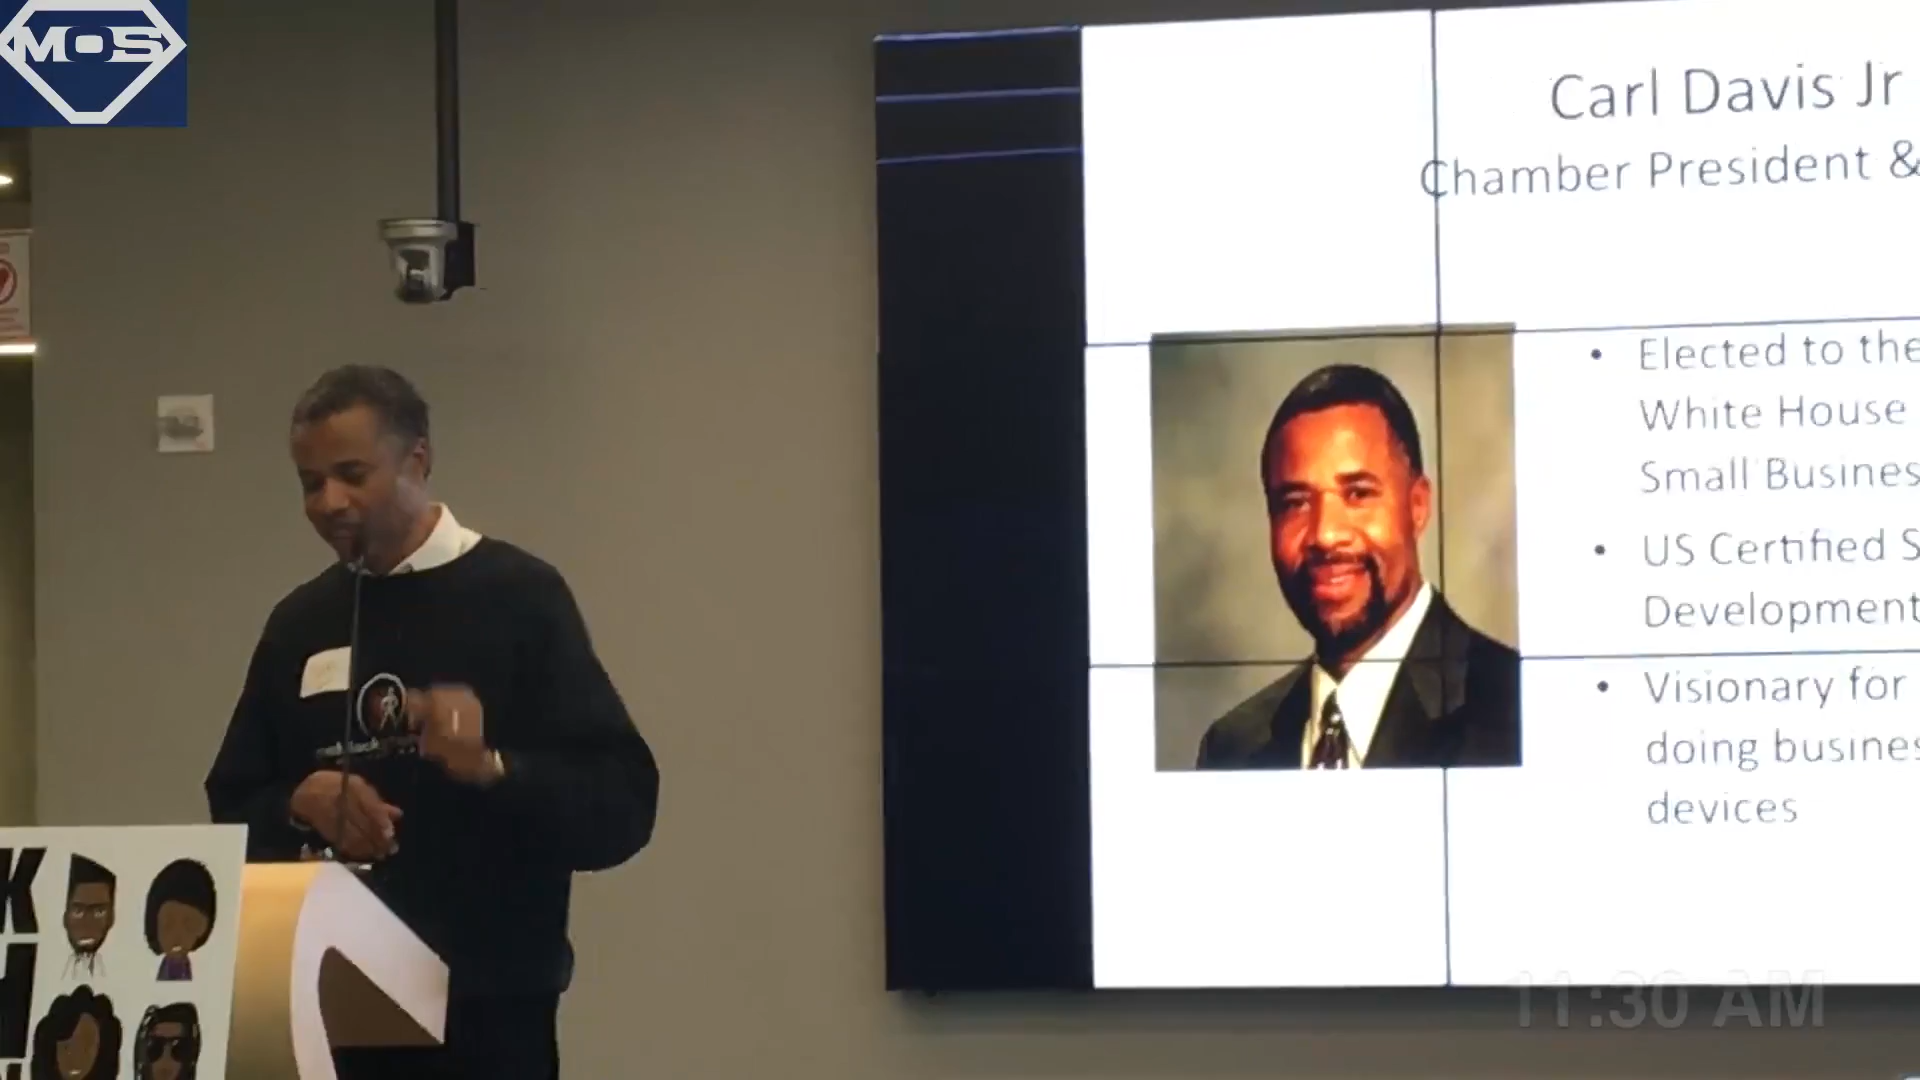 MOS
Carl Davis Jr
Chamber President &
Elected to the
White House
Small Busines
US Certified S
Development
Visionary for
doing busines
devices
K
11:30 AM